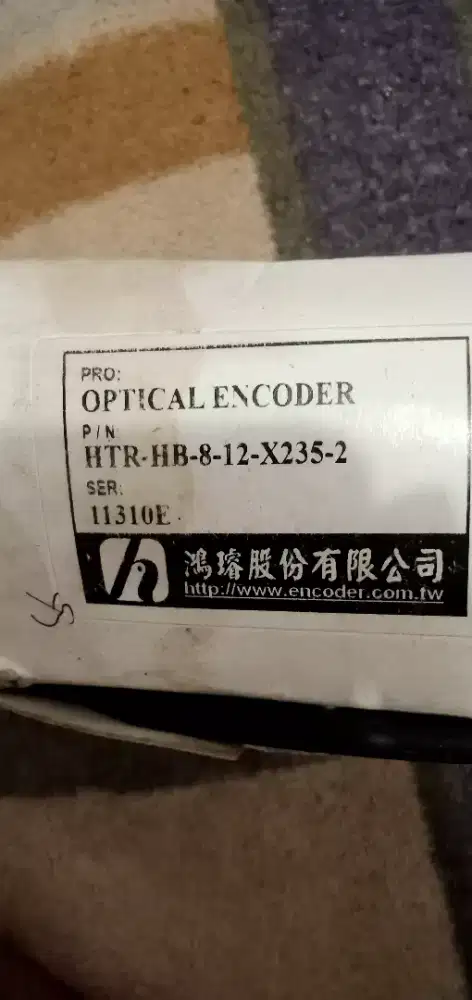 PRO:
OPTICAL ENCODER
P/N
HTR-HB-8-12-X235-2
SER:
11310E
鴻璿股份有限公司
http://www.encoder.com.tw